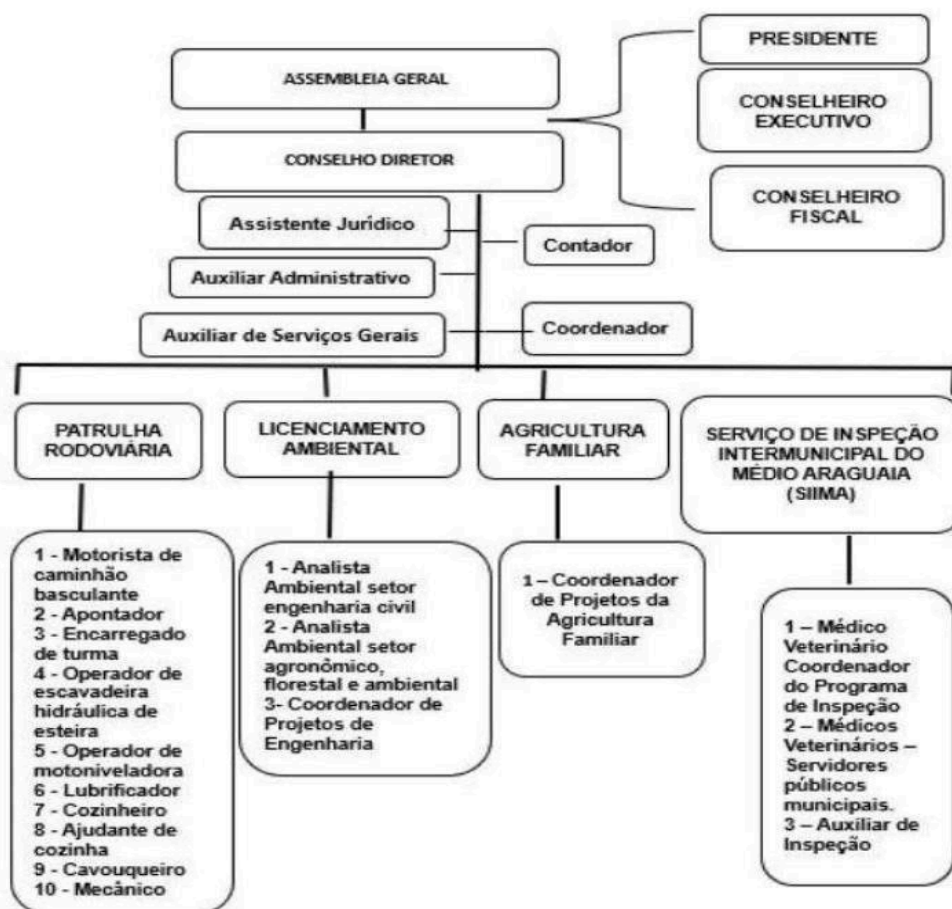 PRESIDENTE
ASSEMBLEIA GERAL
CONSELHEIRO
EXECUTIVO
CONSELHO DIRETOR
CONSELHEIRO
FISCAL
Assistente Jurídico
Contador
Auxiliar Administrativo
Auxiliar de Serviços Gerais
Coordenador
PATRULHA
RODOVIÁRIA
LICENCIAMENTO
AMBIENTAL
AGRICULTURA
FAMILIAR
SERVIÇO DE INSPEÇÃO
INTERMUNICIPAL DO
MÉDIO ARAGUAIA
(SIIMA)
1 - Motorista de
caminhão
basculante
2 - Apontador
3 - Encarregado
de turma
4 - Operador de
escavadeira
hidráulica de
esteira
5 - Operador de
motoniveladora
6 - Lubrificador
7 - Cozinheiro
8 - Ajudante de
cozinha
9 - Cavouqueiro
10 - Mecânico
1 - Analista
Ambiental setor
engenharia civil
2 - Analista
Ambiental setor
agronômico,
florestal e ambiental
3- Coordenador de
Projetos de
Engenharia
1 – Coordenador
de Projetos da
Agricultura
Familiar
1 – Médico
Veterinário
Coordenador
do Programa
de Inspeção
2 – Médicos
Veterinários –
Servidores
públicos
municipais.
3 – Auxiliar de
Inspeção